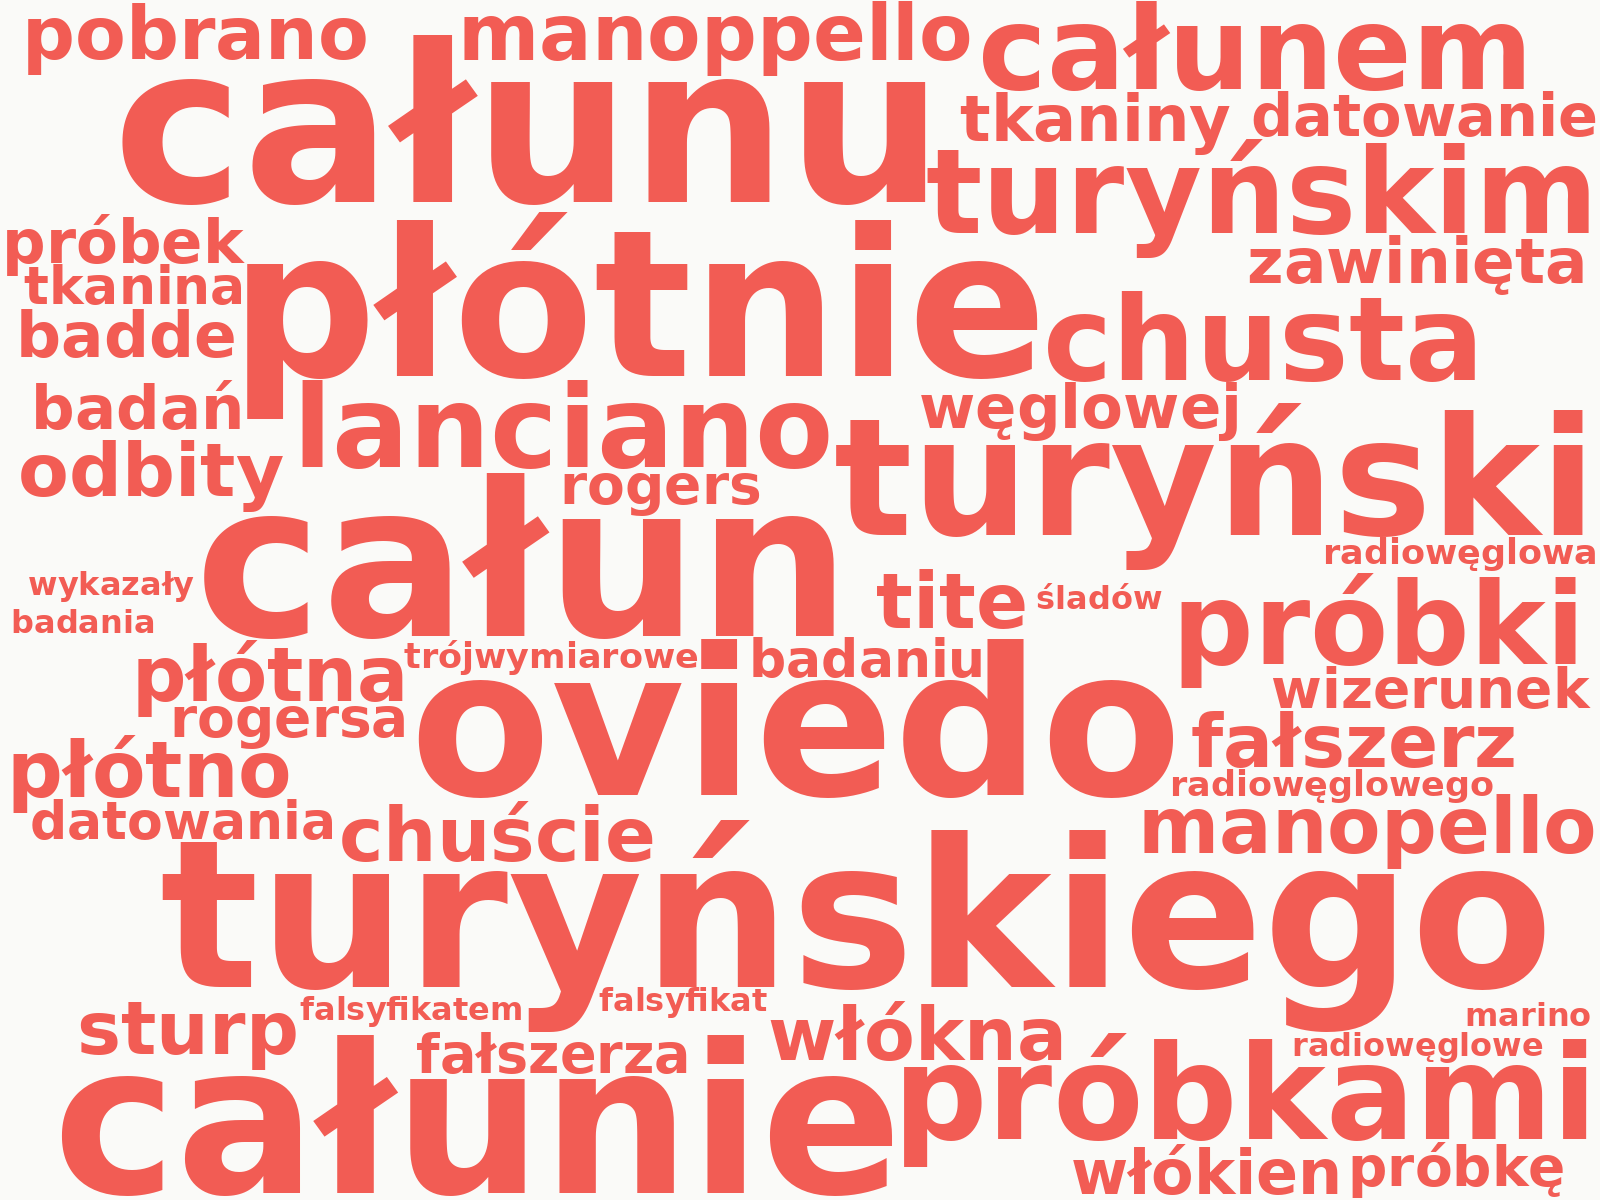 pobrano manoppello całunem
całunu
tkaniny datowanie
turyńskim
próbek zawinięta
tkanina
płótnie
badde chusta
badań lanciano węglowej
odbity turyński
rogers
całun
radiowęglowa
wykazały tite śladów próbki
badania
płótna trójwymiarowe badaniu
wizerunek
rogersa oviedo fałszerz
płótno radiowęglowego
datowania chuście manopello
turyńskiego
sturp falsyfikatem falsyfikat włókna marino
fałszerza radiowęglowe
całunie próbkami
włókien próbkę